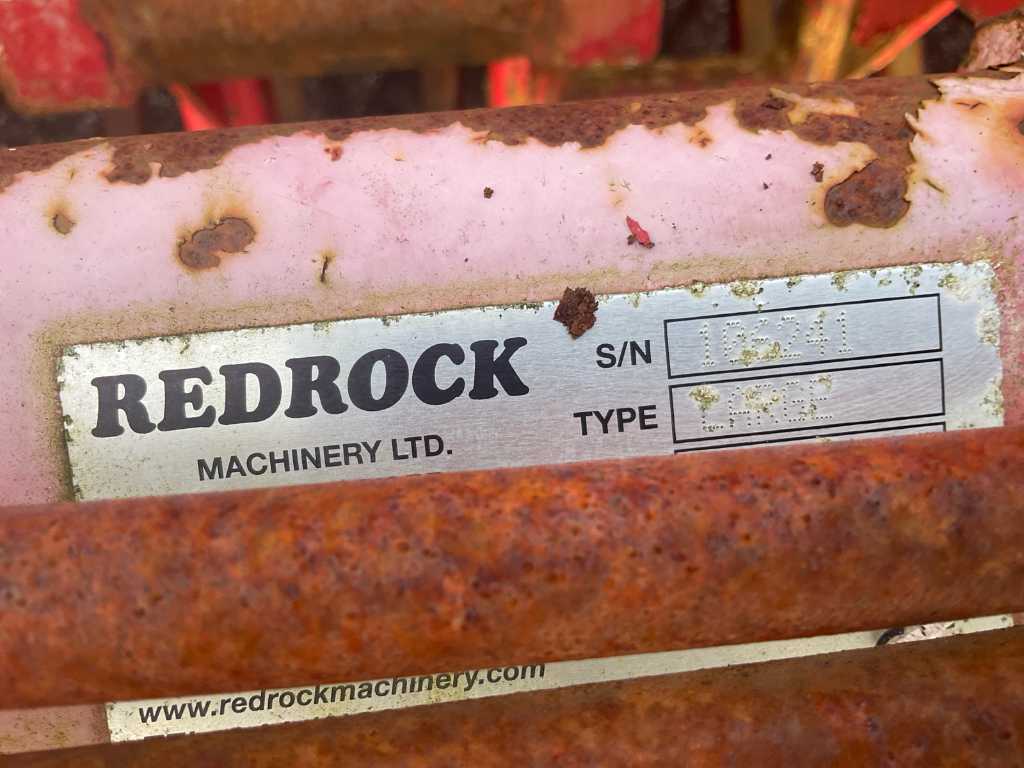 REDROCK
MACHINERY LTD.
S/N 106241
TYPE LARGE
www.redrockmachinery.com